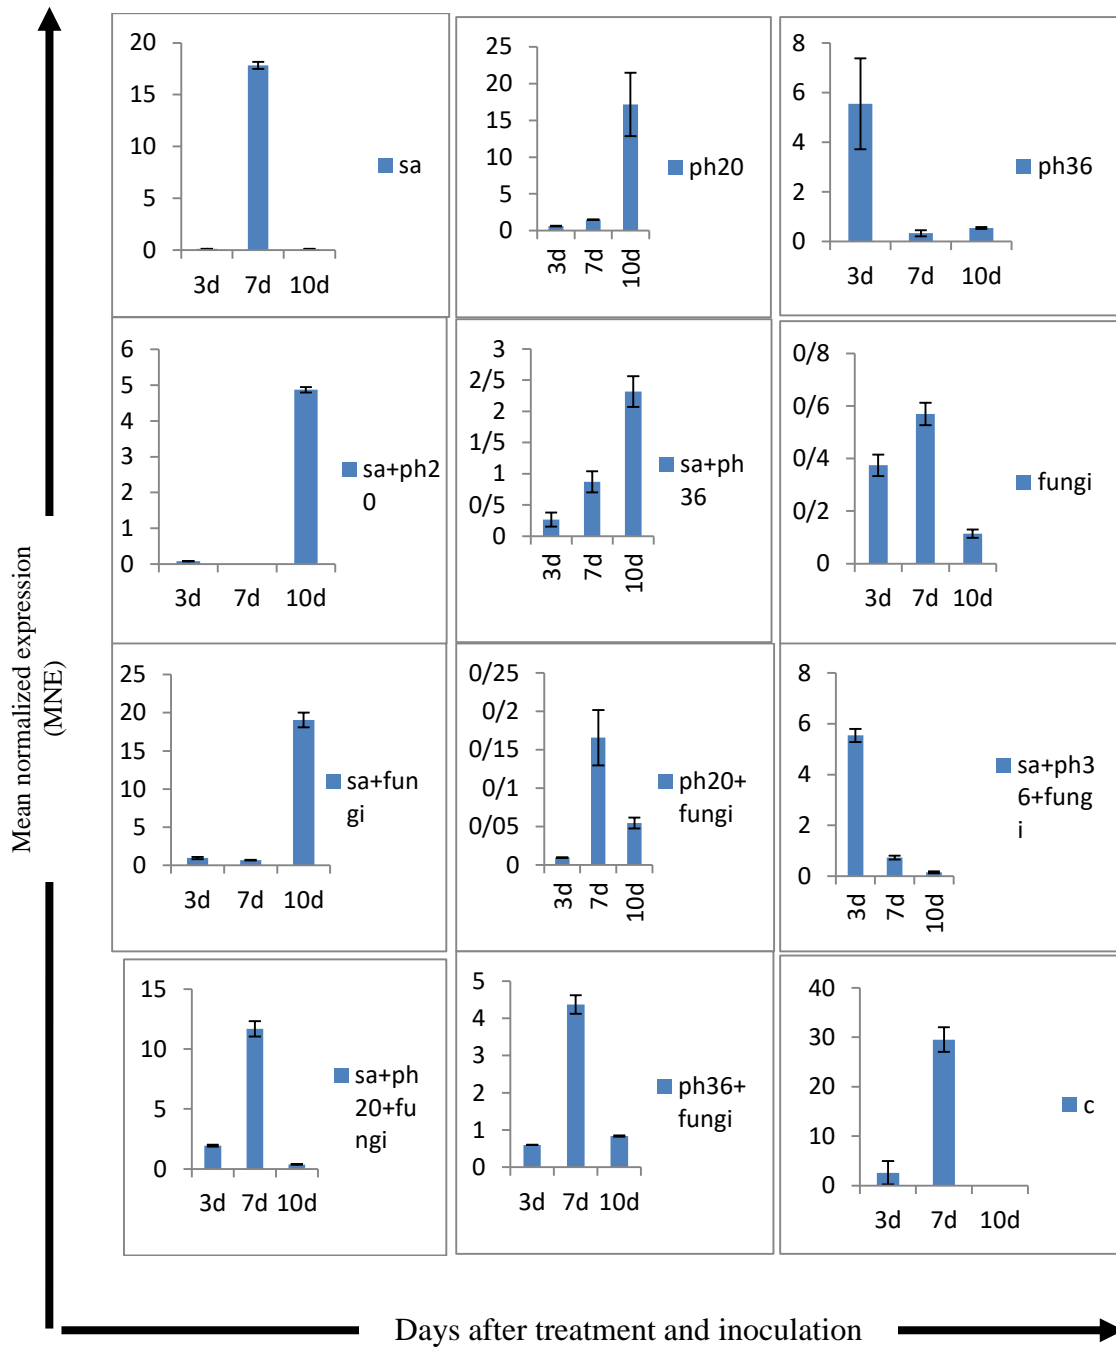 Mean normalized expression
(MNE)
20
15
10
5
0
3d 7d 10d
sa
25
20
15
10
5
0
3d
7d
10d
ph20
8
6
4
2
0
3d 7d 10d
ph36
6
5
4
3
2
1
0
3d 7d 10d
sa+ph2
0
3
2/5
2
1/5
1
0/5
0
3d
7d
10d
sa+ph
36
0/8
0/6
0/4
0/2
0
3d 7d 10d
fungi
25
20
15
10
5
0
3d 7d 10d
sa+fun
gi
0/25
0/2
0/15
0/1
0/05
0
3d
7d
10d
ph20+
fungi
8
6
4
2
0
3d
7d
10d
sa+ph3
6+fung
i
15
10
5
0
3d 7d 10d
sa+ph
20+fu
ngi
5
4
3
2
1
0
3d 7d 10d
ph36+
fungi
40
30
20
10
0
3d 7d 10d
c
Days after treatment and inoculation